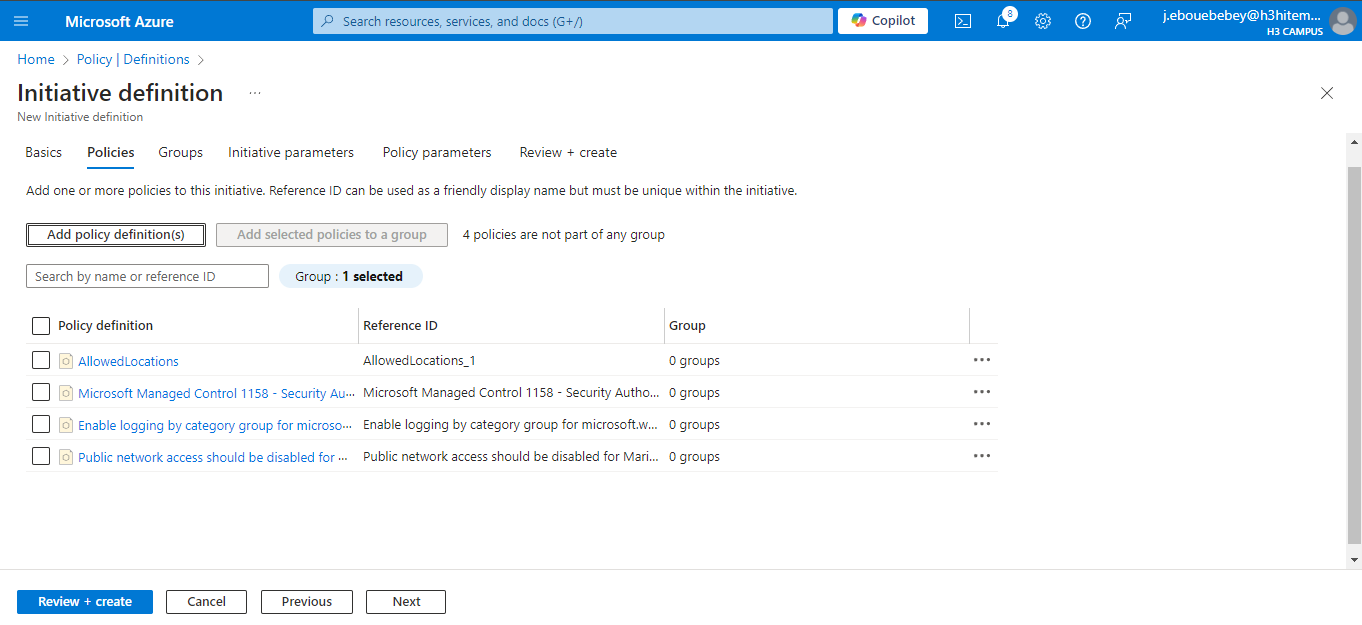 Microsoft Azure
Search resources, services, and docs (G+/)
Copilot
8
j.ebouebebey@h3hitem...
H3 CAMPUS
Home > Policy | Definitions >
Initiative definition ...
New Initiative definition
Basics Policies Groups Initiative parameters Policy parameters Review + create
Add one or more policies to this initiative. Reference ID can be used as a friendly display name but must be unique within the initiative.
Add policy definition(s) Add selected policies to a group 4 policies are not part of any group
Search by name or reference ID Group : 1 selected
Policy definition Reference ID Group
AllowedLocations AllowedLocations_1 0 groups
Microsoft Managed Control 1158 - Security Au... Microsoft Managed Control 1158 - Security Autho... 0 groups
Enable logging by category group for microso... Enable logging by category group for microsoft.w... 0 groups
Public network access should be disabled for ... Public network access should be disabled for Mari... 0 groups
Review + create Cancel Previous Next